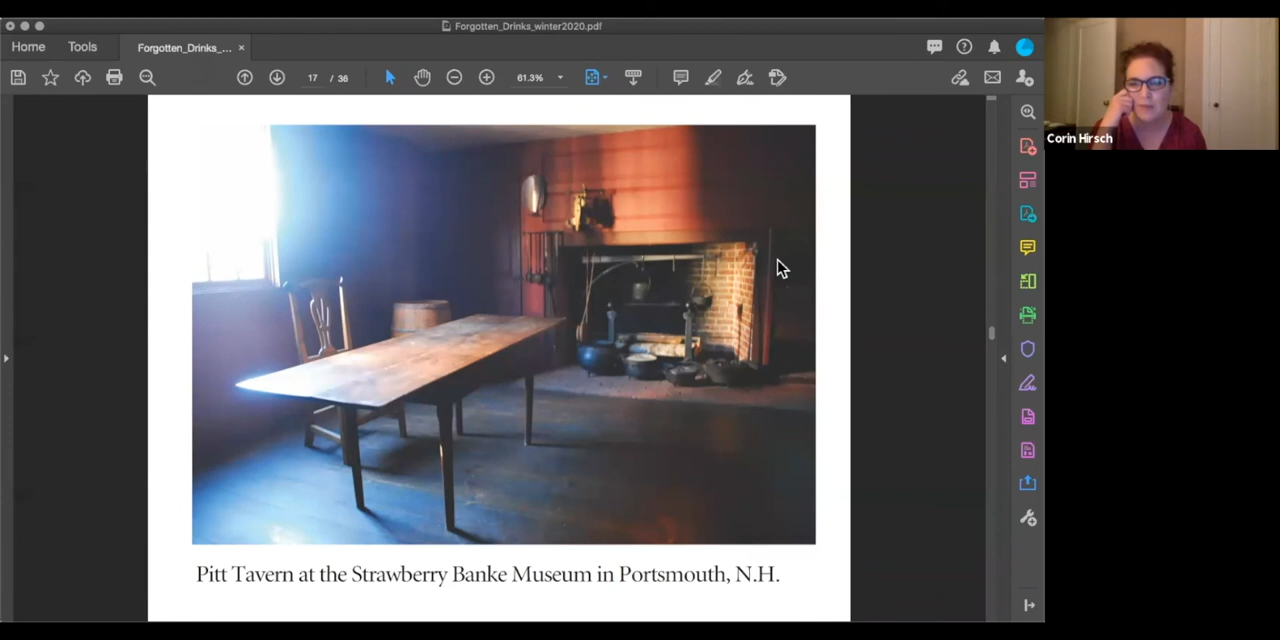 Forgotten_Drinks_winter2020.pdf
Home
Tools
Forgotten_Drinks_...
17 / 36
61.3%
Corin Hirsch
Pitt Tavern at the Strawberry Banke Museum in Portsmouth, N.H.